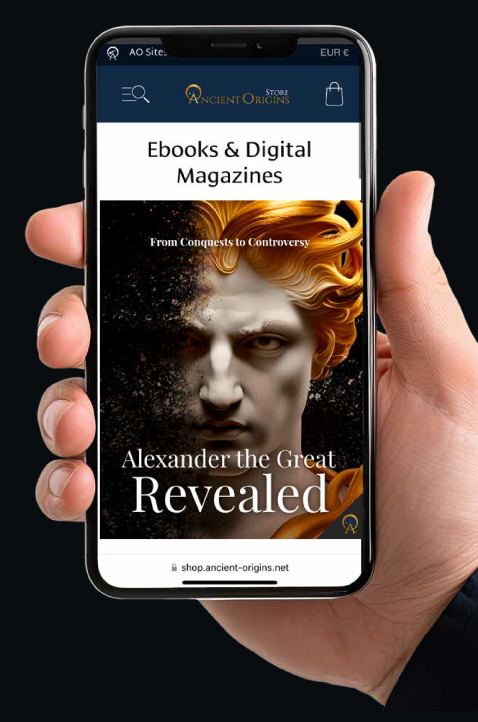 AO Sites
EUR €
STORE
ANCIENT ORIGINS
Ebooks & Digital
Magazines
From Conquests to Controversy
Alexander the Great
Revealed
shop.ancient-origins.net